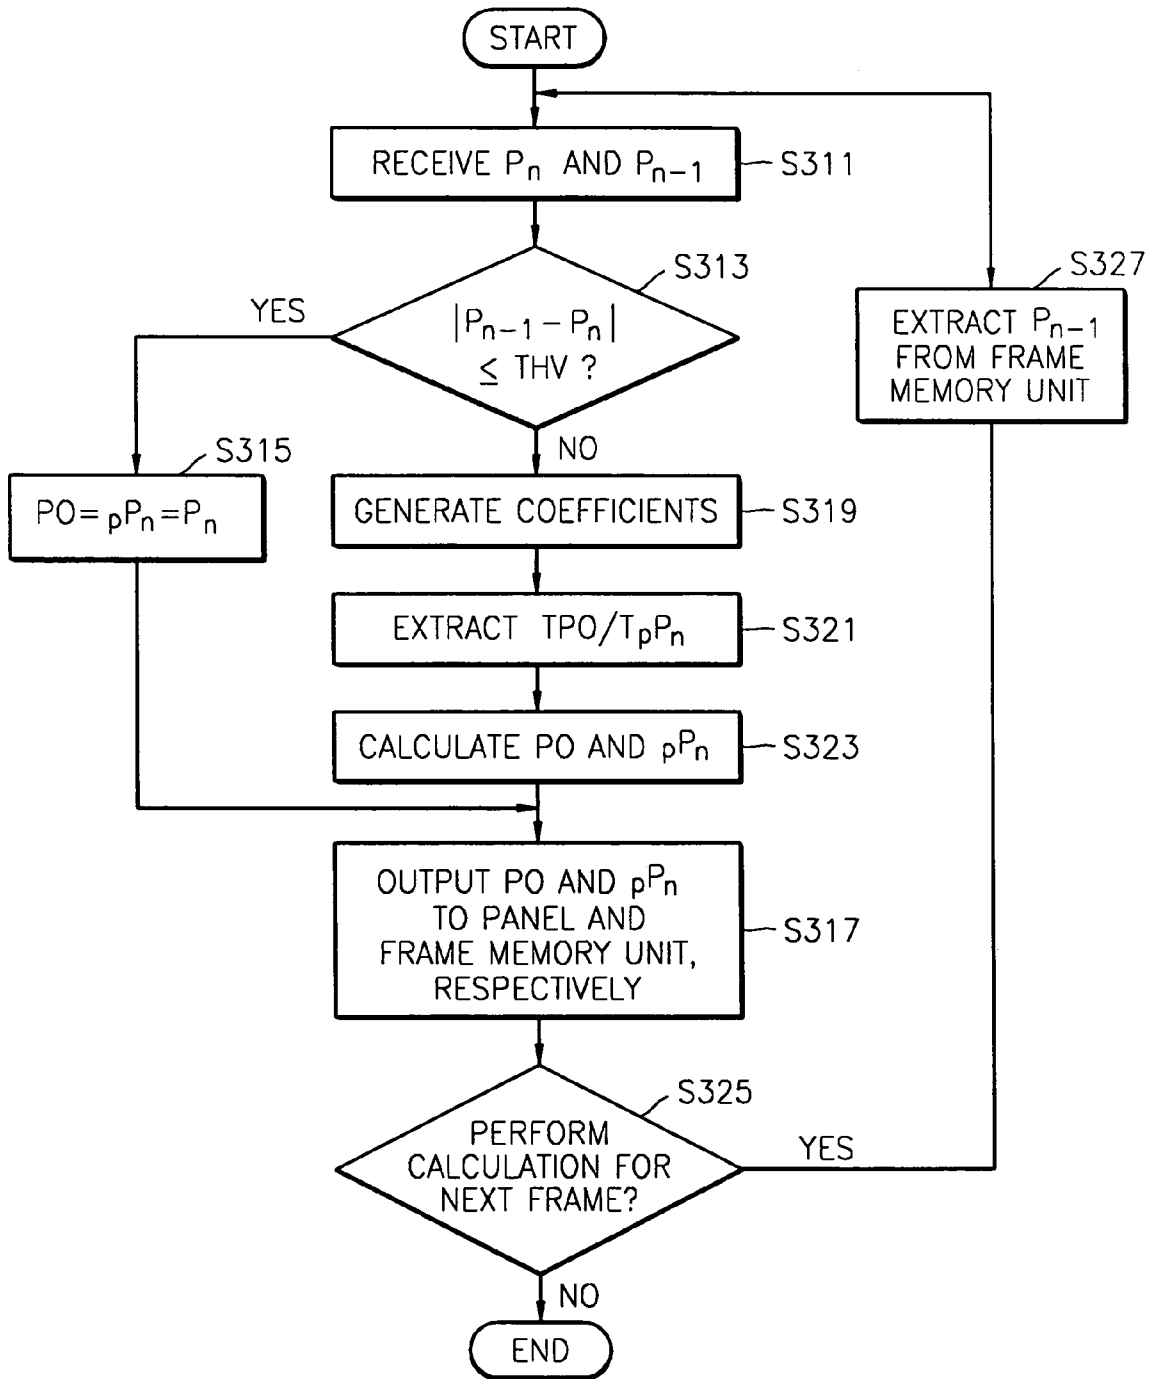 START
RECEIVE Pn AND Pn-1
S311
S313
YES
|Pn-1 - Pn|
≤ THV ?
S327
EXTRACT Pn-1
FROM FRAME
MEMORY UNIT
NO
S315
PO= pPn=Pn
GENERATE COEFFICIENTS
S319
EXTRACT TPO/TpPn
S321
CALCULATE PO AND pPn
S323
OUTPUT PO AND pPn
TO PANEL AND
FRAME MEMORY UNIT,
RESPECTIVELY
S317
S325
PERFORM
CALCULATION FOR
NEXT FRAME?
YES
NO
END